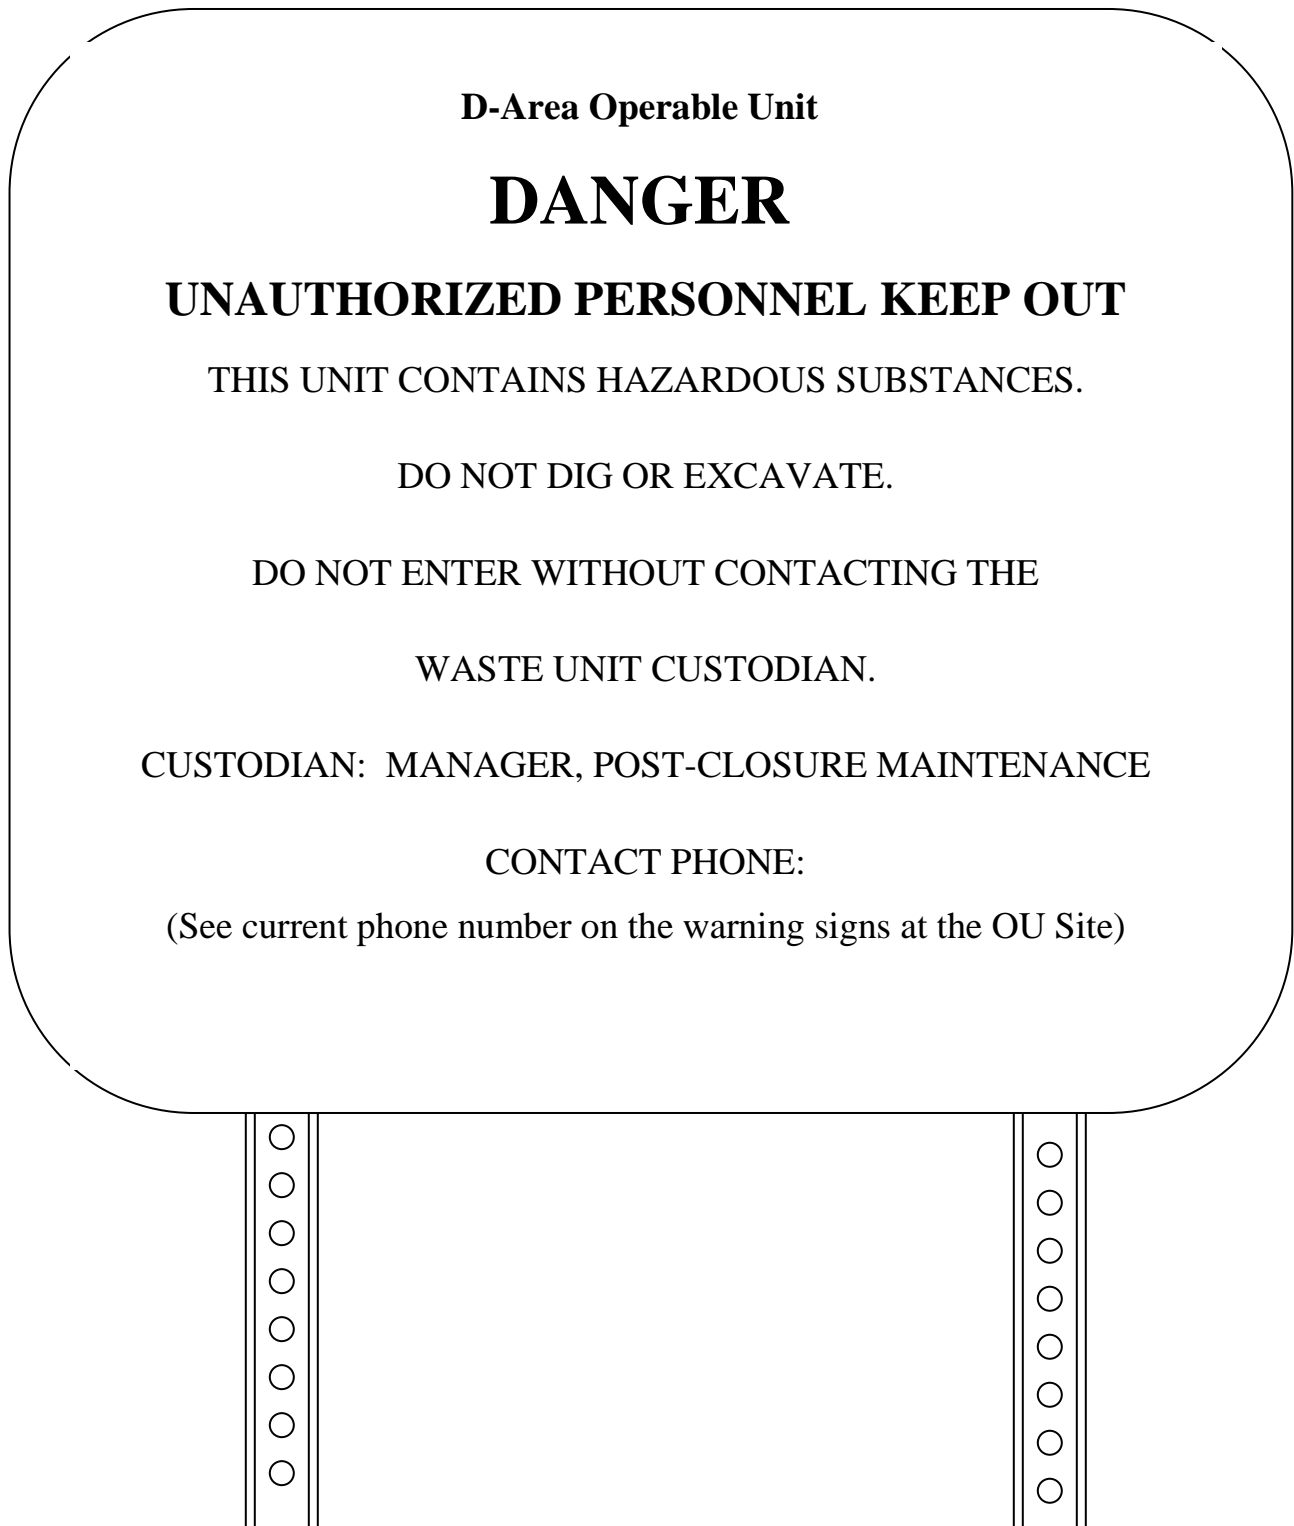 D-Area Operable Unit
DANGER
UNAUTHORIZED PERSONNEL KEEP OUT
THIS UNIT CONTAINS HAZARDOUS SUBSTANCES.
DO NOT DIG OR EXCAVATE.
DO NOT ENTER WITHOUT CONTACTING THE
WASTE UNIT CUSTODIAN.
CUSTODIAN:  MANAGER, POST-CLOSURE MAINTENANCE
CONTACT PHONE:
(See current phone number on the warning signs at the OU Site)